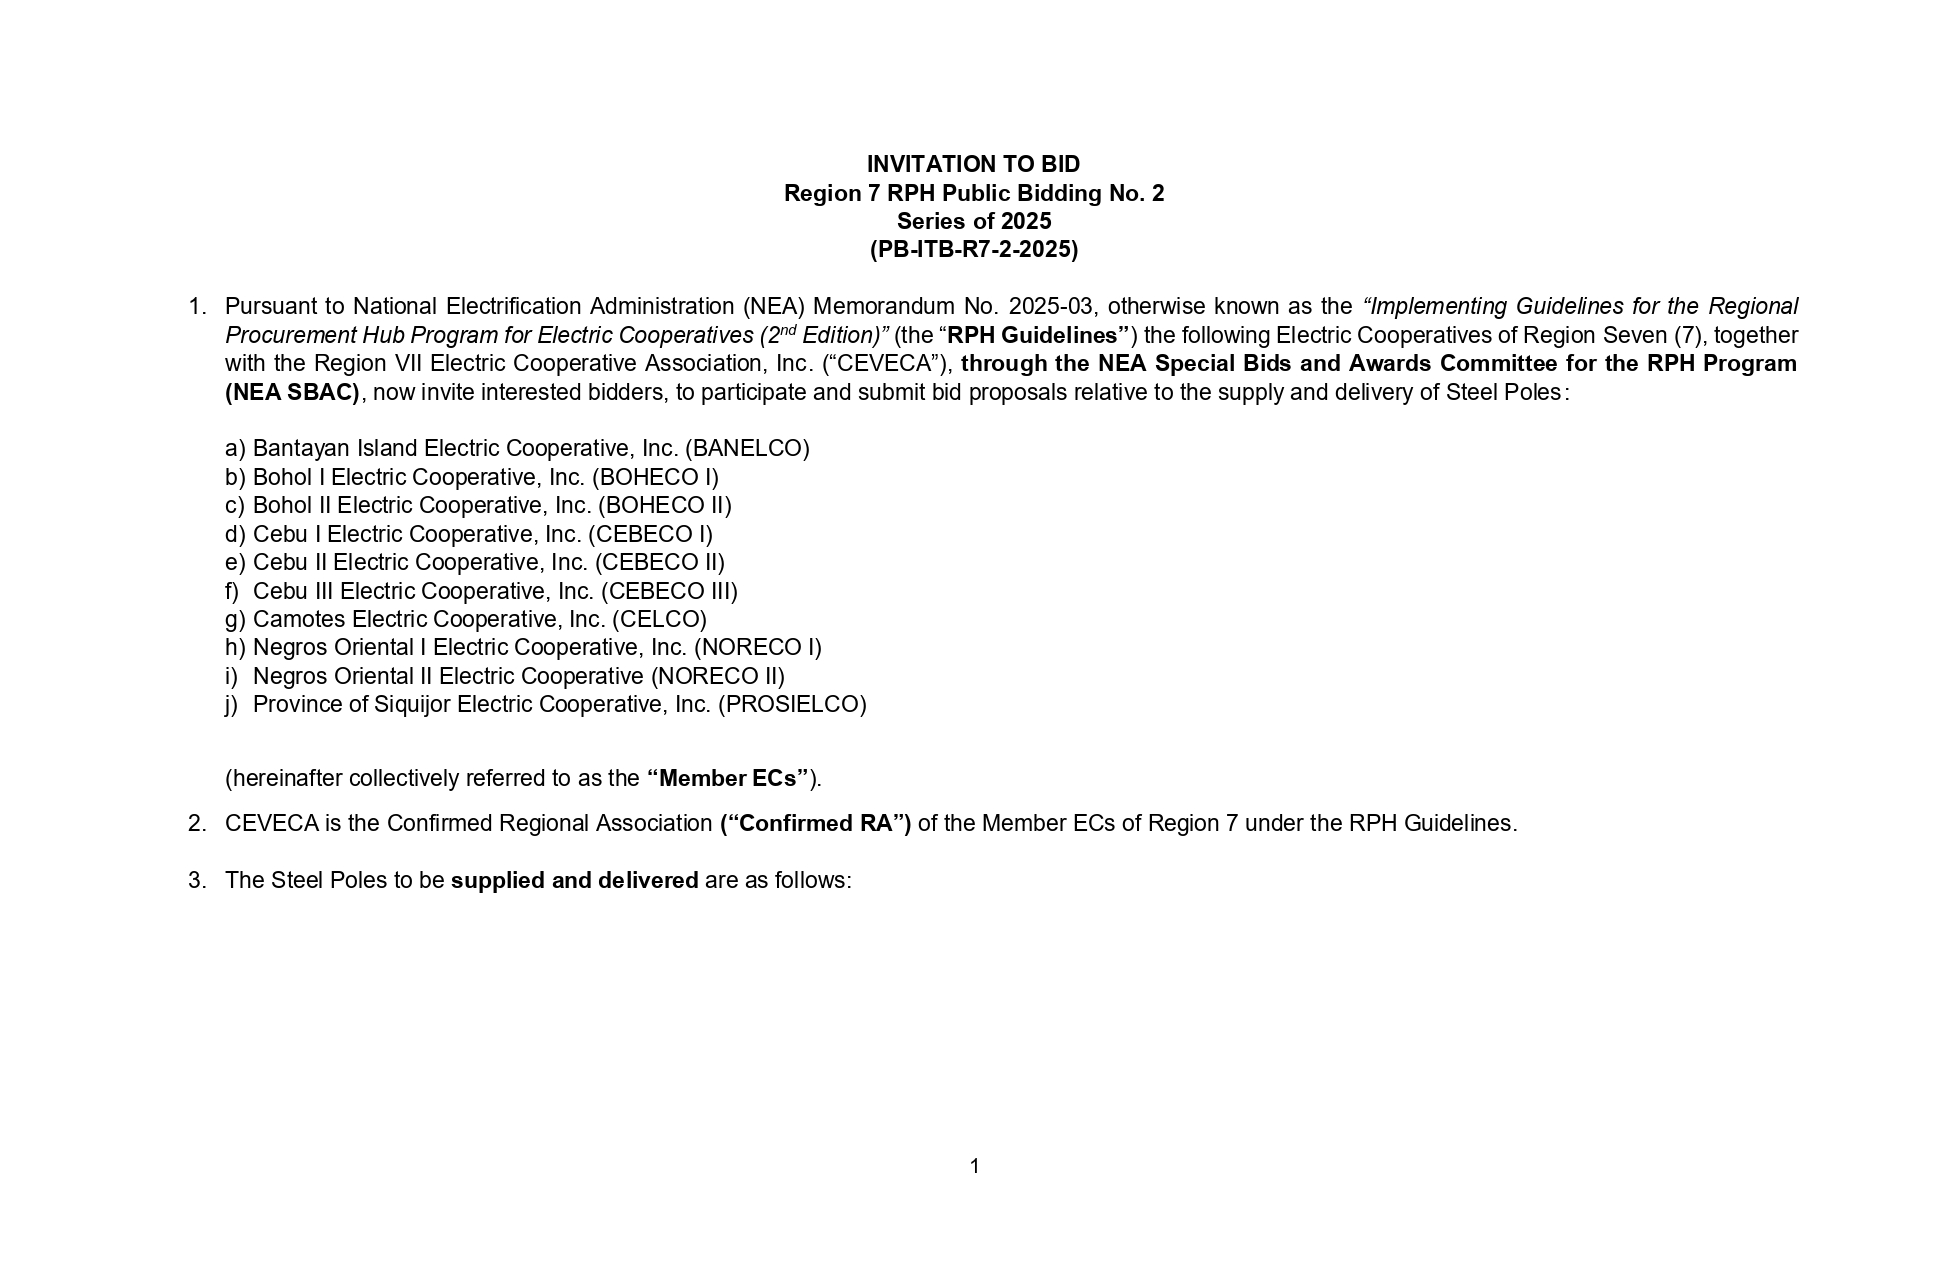 INVITATION TO BID
Region 7 RPH Public Bidding No. 2
Series of 2025
(PB-ITB-R7-2-2025)
1. Pursuant to National Electrification Administration (NEA) Memorandum No. 2025-03, otherwise known as the “Implementing Guidelines for the Regional
Procurement Hub Program for Electric Cooperatives (2nd Edition)” (the “RPH Guidelines”) the following Electric Cooperatives of Region Seven (7), together
with the Region VII Electric Cooperative Association, Inc. (“CEVECA”), through the NEA Special Bids and Awards Committee for the RPH Program
(NEA SBAC), now invite interested bidders, to participate and submit bid proposals relative to the supply and delivery of Steel Poles:
a) Bantayan Island Electric Cooperative, Inc. (BANELCO)
b) Bohol I Electric Cooperative, Inc. (BOHECO I)
c) Bohol II Electric Cooperative, Inc. (BOHECO II)
d) Cebu I Electric Cooperative, Inc. (CEBECO I)
e) Cebu II Electric Cooperative, Inc. (CEBECO II)
f) Cebu III Electric Cooperative, Inc. (CEBECO III)
g) Camotes Electric Cooperative, Inc. (CELCO)
h) Negros Oriental I Electric Cooperative, Inc. (NORECO I)
i) Negros Oriental II Electric Cooperative (NORECO II)
j) Province of Siquijor Electric Cooperative, Inc. (PROSIELCO)
(hereinafter collectively referred to as the “Member ECs”).
2. CEVECA is the Confirmed Regional Association (“Confirmed RA”) of the Member ECs of Region 7 under the RPH Guidelines.
3. The Steel Poles to be supplied and delivered are as follows:
1